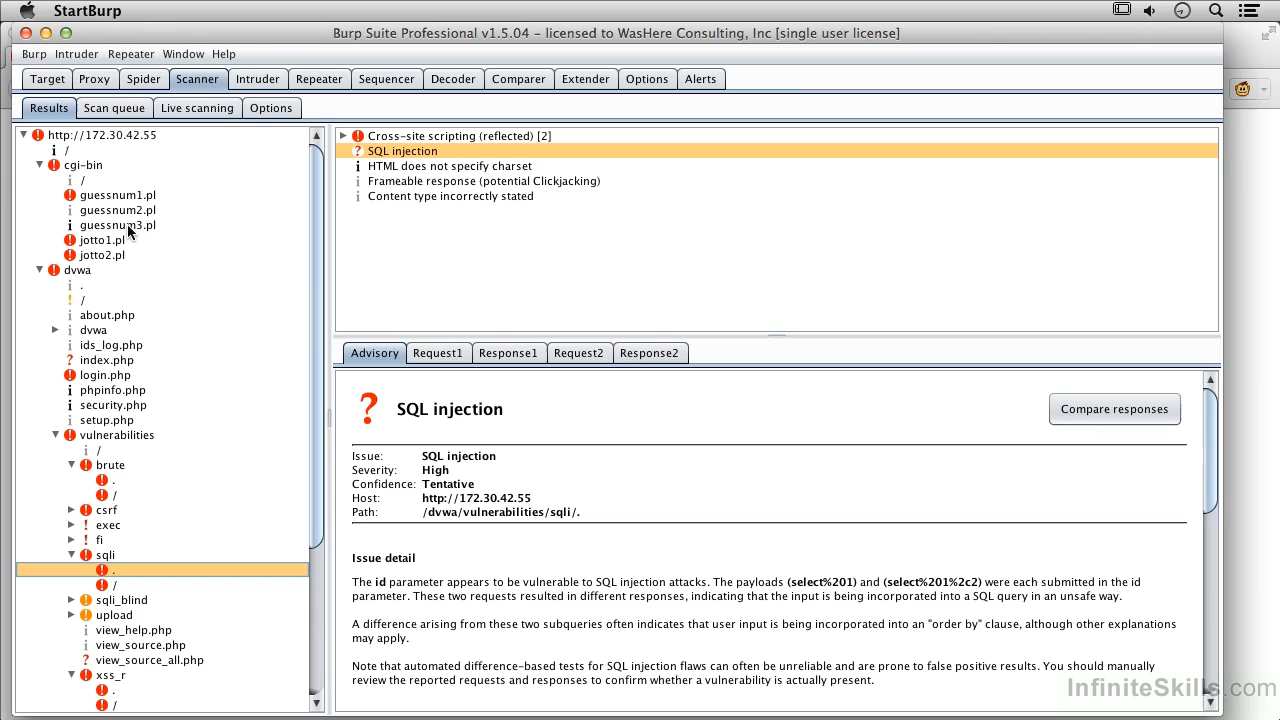 StartBurp
Burp Suite Professional v1.5.04 – licensed to WasHere Consulting, Inc [single user license]
Burp Intruder Repeater Window Help
Target Proxy Spider Scanner Intruder Repeater Sequencer Decoder Comparer Extender Options Alerts
Results Scan queue Live scanning Options
http://172.30.42.55
/
cgi-bin
/
guessnum1.pl
guessnum2.pl
guessnum3.pl
jotto1.pl
jotto2.pl
dvwa
.
/
about.php
dvwa
ids_log.php
index.php
login.php
phpinfo.php
security.php
setup.php
vulnerabilities
/
brute
.
/
csrf
exec
fi
sqli
.
/
sqli_blind
upload
view_help.php
view_source.php
view_source_all.php
xss_r
.
/
Cross-site scripting (reflected) [2]
SQL injection
HTML does not specify charset
Frameable response (potential Clickjacking)
Content type incorrectly stated
Advisory Request1 Response1 Request2 Response2
SQL injection
Compare responses
Issue: SQL injection
Severity: High
Confidence: Tentative
Host: http://172.30.42.55
Path: /dvwa/vulnerabilities/sqli/.
Issue detail
The id parameter appears to be vulnerable to SQL injection attacks. The payloads (select%201) and (select%201%2c2) were each submitted in the id
parameter. These two requests resulted in different responses, indicating that the input is being incorporated into a SQL query in an unsafe way.
A difference arising from these two subqueries often indicates that user input is being incorporated into an "order by" clause, although other explanations
may apply.
Note that automated difference-based tests for SQL injection flaws can often be unreliable and are prone to false positive results. You should manually
review the reported requests and responses to confirm whether a vulnerability is actually present.
InfiniteSkills.com